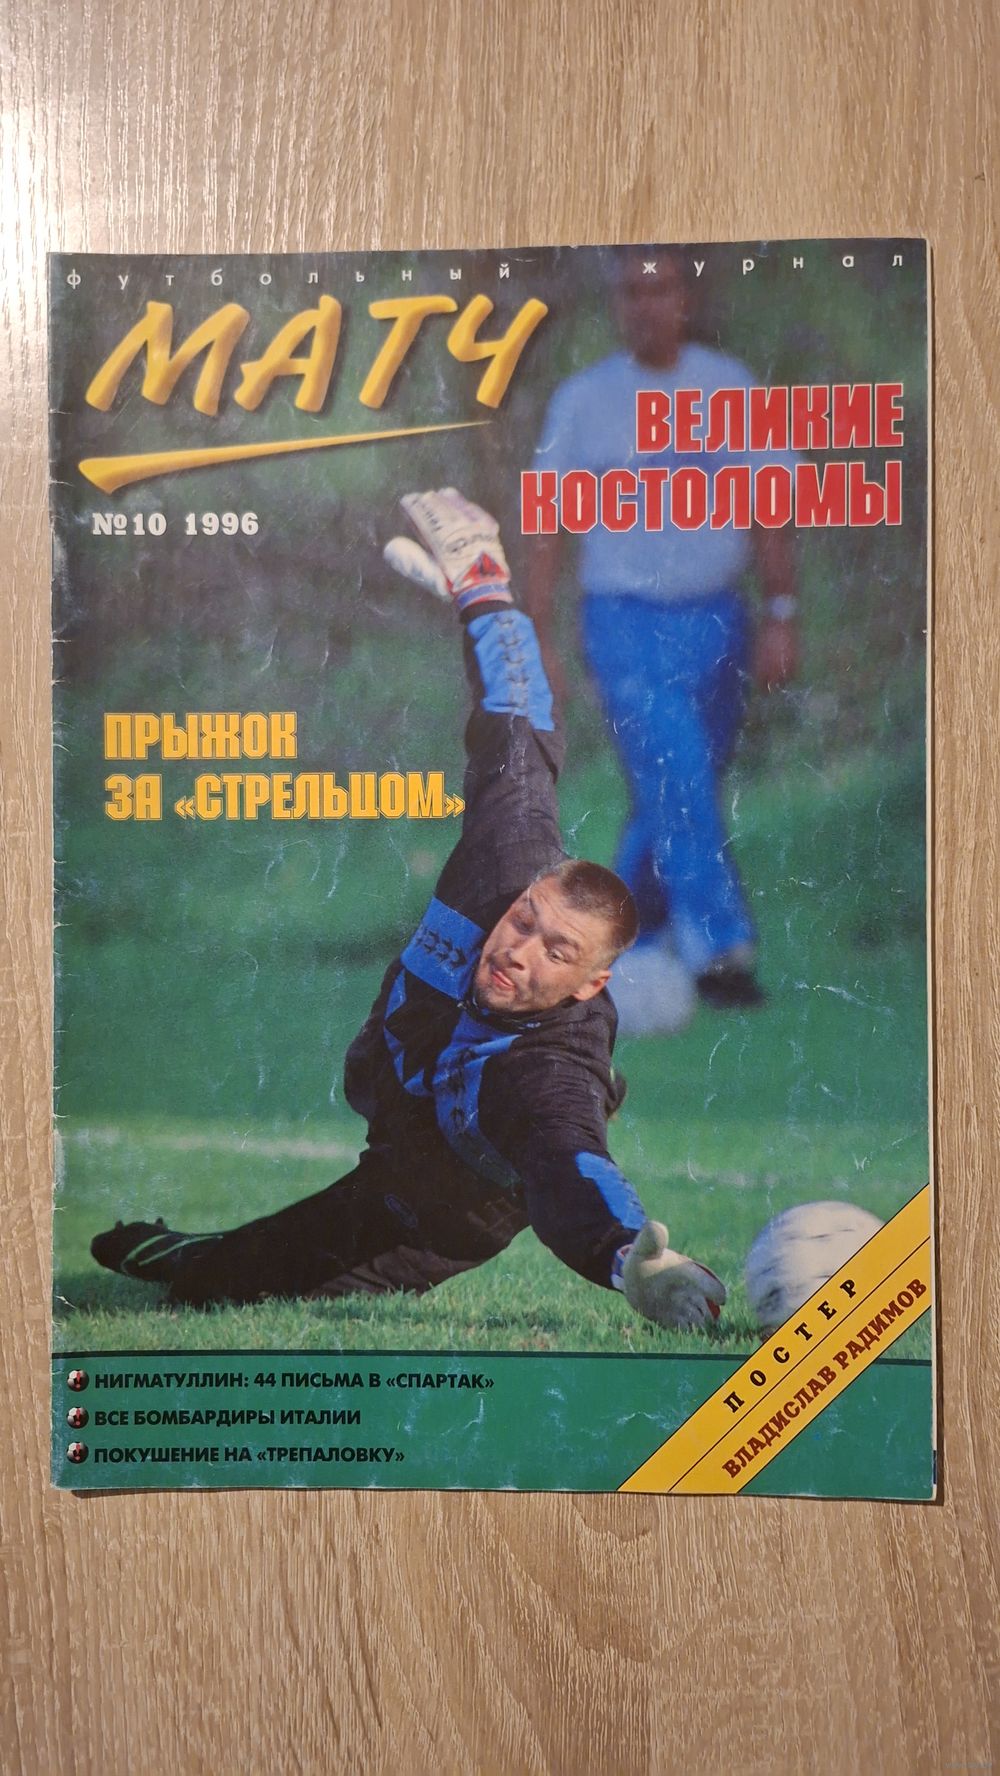 футбольный журнал
МАТЧ
ВЕЛИКИЕ
КОСТОЛОМЫ
№10 1996
ПРЫЖОК
ЗА «СТРЕЛЬЦОМ»
НИГМАТУЛЛИН: 44 ПИСЬМА В «СПАРТАК»
ВСЕ БОМБАРДИРЫ ИТАЛИИ
ПОКУШЕНИЕ НА «ТРЕПАЛОВКУ»
ПОСТЕР
ВЛАДИСЛАВ РАДИМОВ